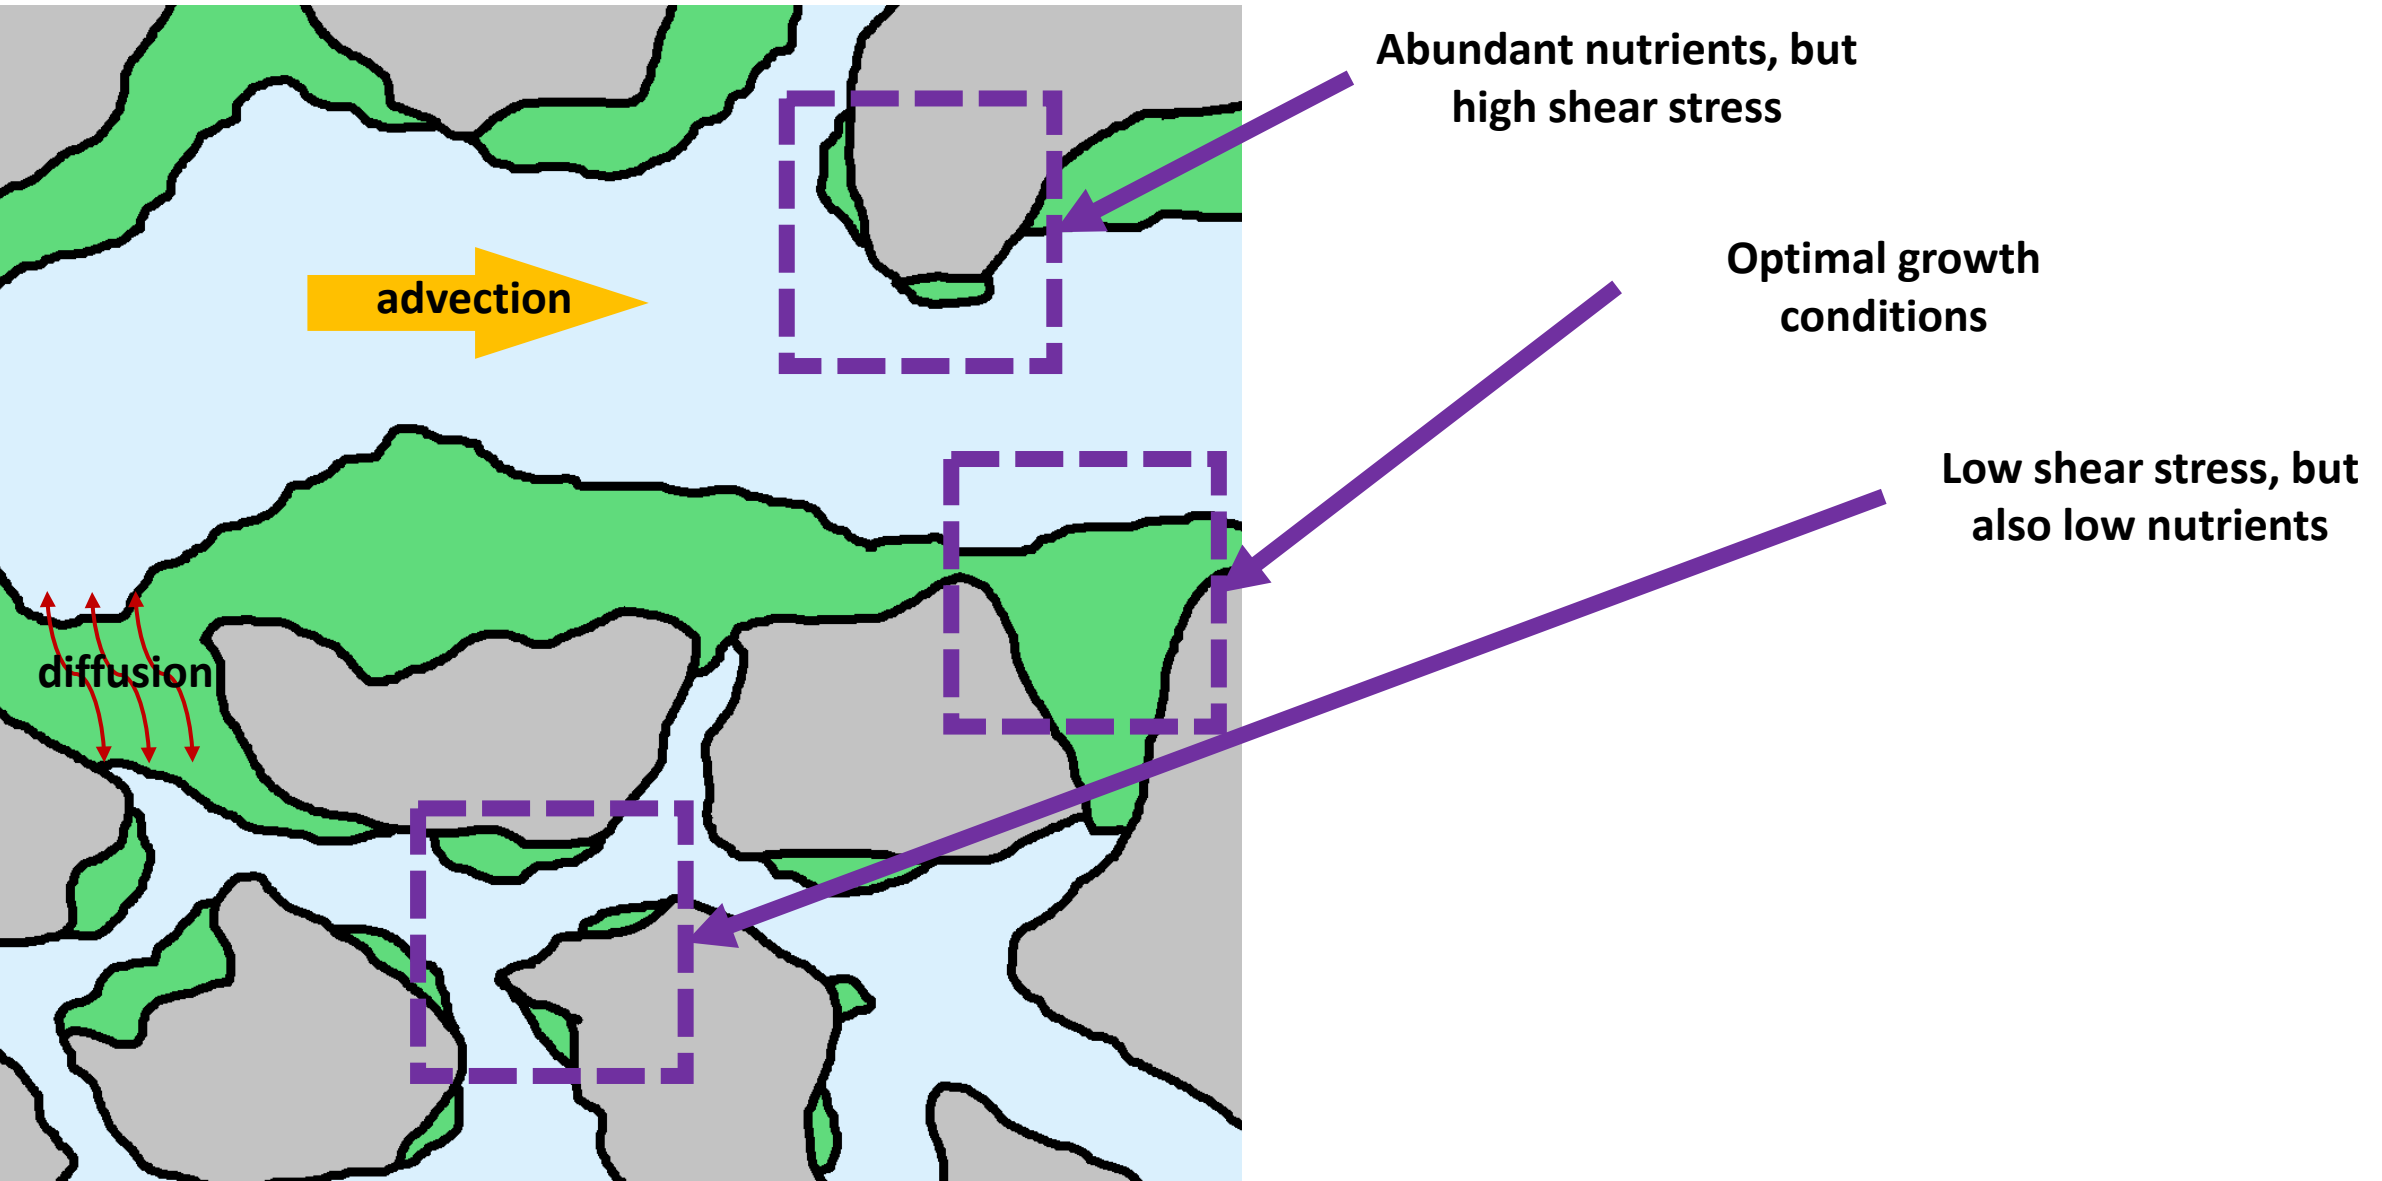 Abundant nutrients, but
high shear stress
Optimal growth
conditions
advection
Low shear stress, but
also low nutrients
diffusion